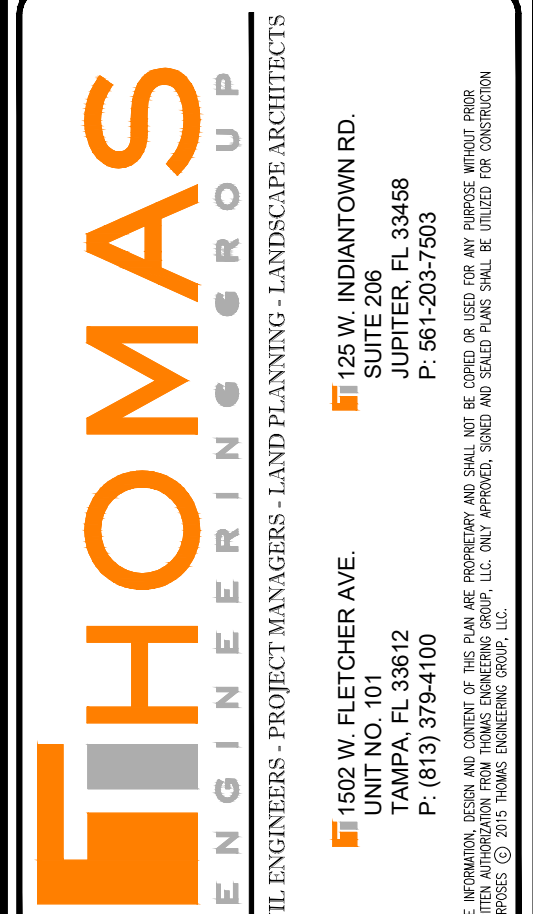 THOMAS
ENGINEERING GROUP
ENGINEERS - PROJECT MANAGERS - LAND PLANNING - LANDSCAPE ARCHITECTS
1502 W. FLETCHER AVE.
UNIT NO. 101
TAMPA, FL 33612
P: (813) 379-4100
125 W. INDIANTOWN RD.
SUITE 206
JUPITER, FL 33458
P: 561-203-7503
INFORMATION, DESIGN AND CONTENT OF THIS PLAN ARE PROPRIETARY AND SHALL NOT BE COPIED OR USED FOR ANY PURPOSE WITHOUT PRIOR
AUTHORIZATION FROM THOMAS ENGINEERING GROUP, LLC. ONLY APPROVED, SIGNED AND SEALED PLANS SHALL BE UTILIZED FOR CONSTRUCTION
© 2015 THOMAS ENGINEERING GROUP, LLC.